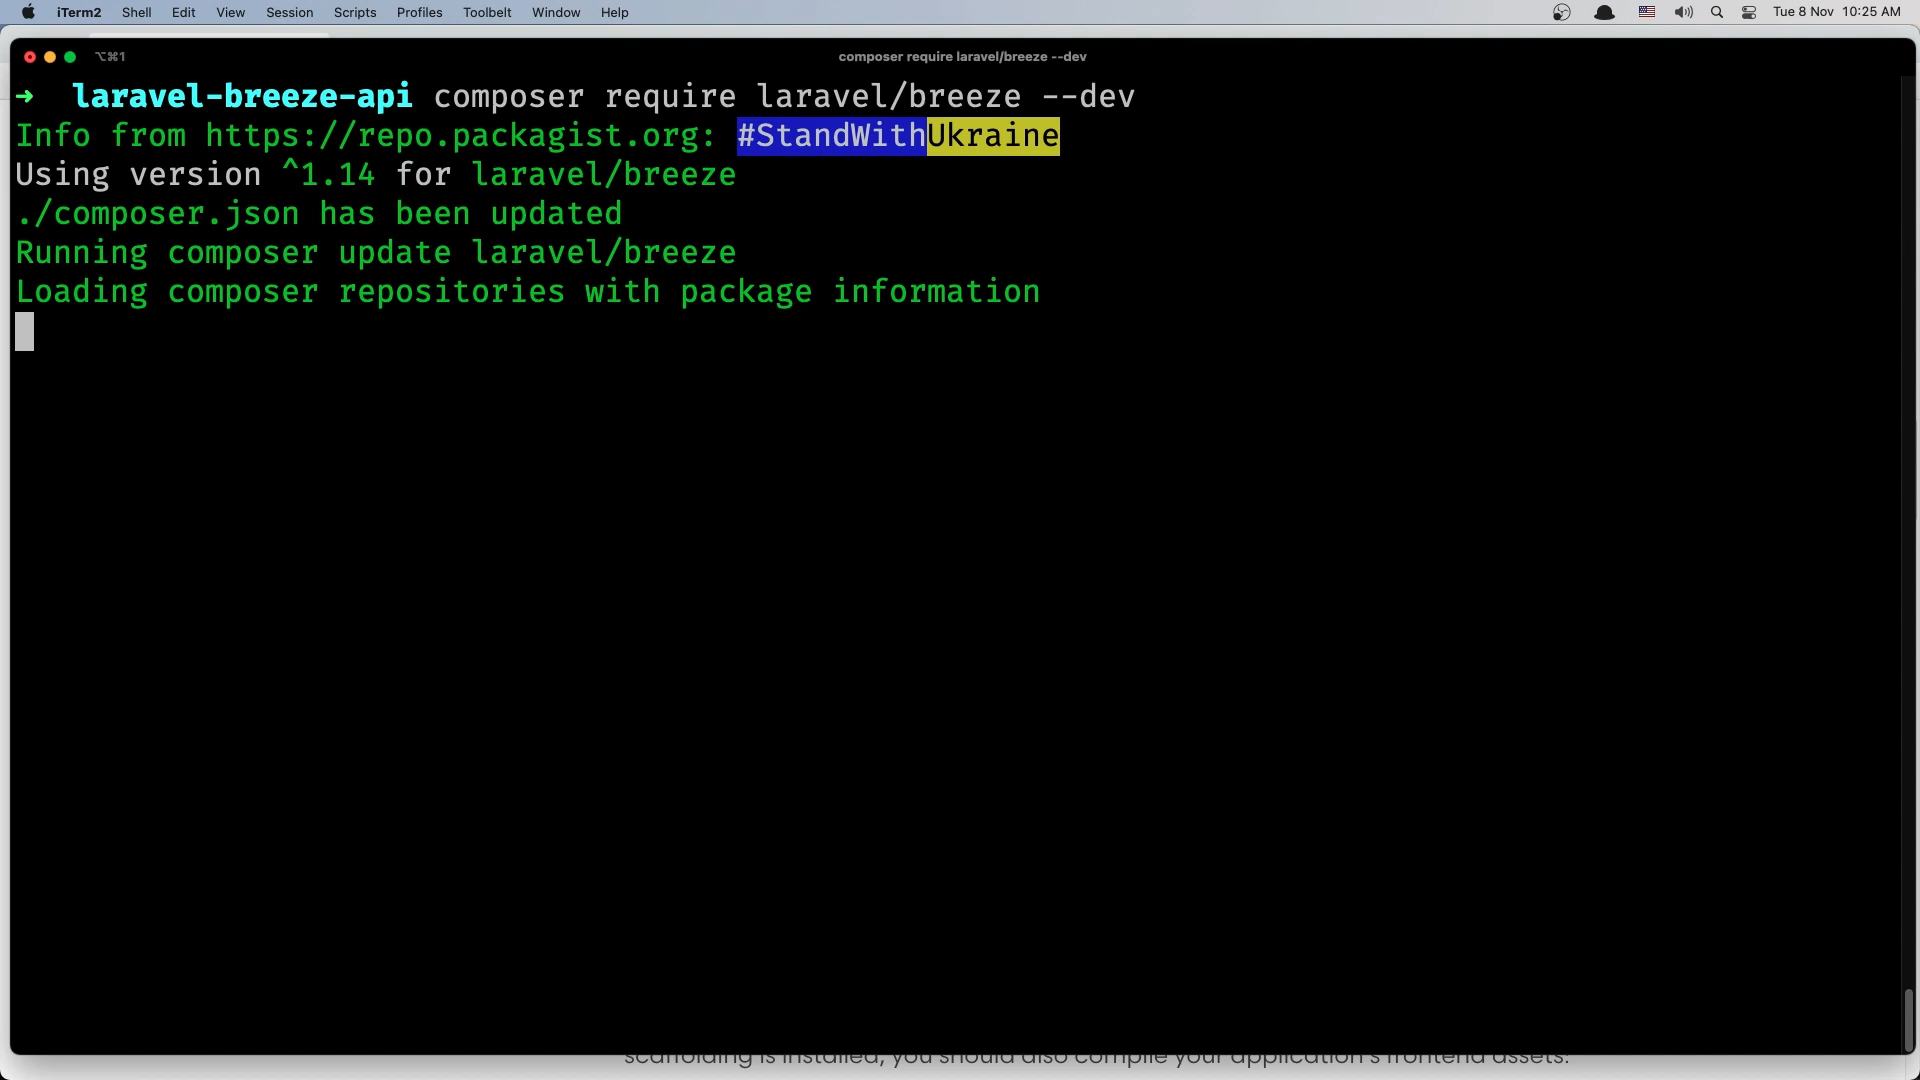 iTerm2 Shell Edit View Session Scripts Profiles Toolbelt Window Help Tue 8 Nov 10:25 AM
⌥⌘1 composer require laravel/breeze --dev
➜ laravel-breeze-api composer require laravel/breeze --dev
Info from https://repo.packagist.org: #StandWithUkraine
Using version ^1.14 for laravel/breeze
./composer.json has been updated
Running composer update laravel/breeze
Loading composer repositories with package information
scaffolding is installed, you should also compile your application's frontend assets: